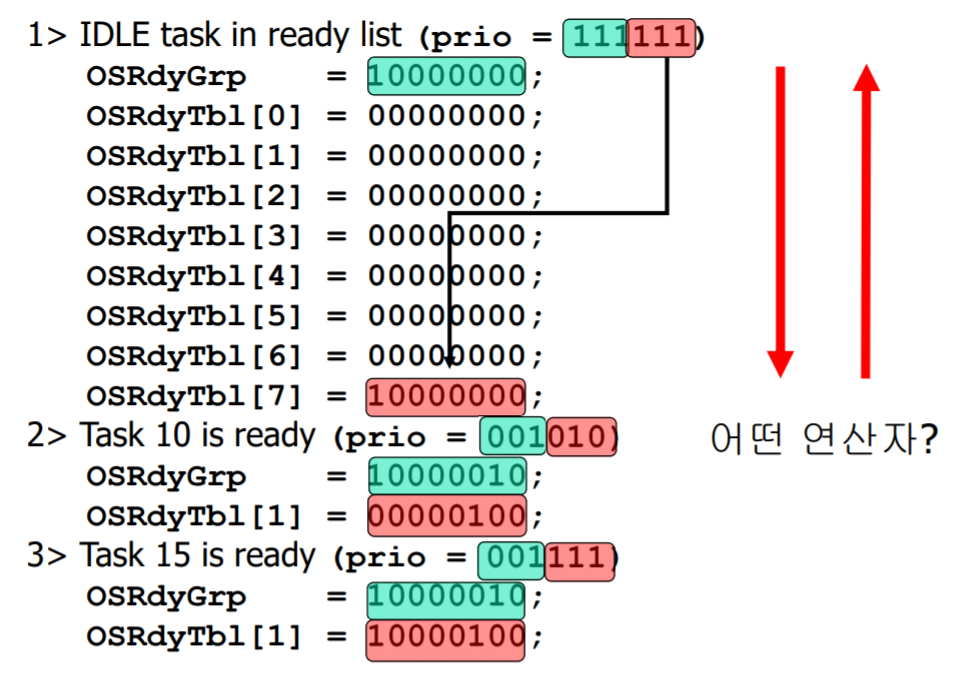 1> IDLE task in ready list (prio = 111111)
OSRdyGrp = 10000000;
OSRdyTbl[0] = 00000000;
OSRdyTbl[1] = 00000000;
OSRdyTbl[2] = 00000000;
OSRdyTbl[3] = 00000000;
OSRdyTbl[4] = 00000000;
OSRdyTbl[5] = 00000000;
OSRdyTbl[6] = 00000000;
OSRdyTbl[7] = 10000000;
2> Task 10 is ready (prio = 001010)
어떤 연산자?
OSRdyGrp = 10000010;
OSRdyTbl[1] = 00000100;
3> Task 15 is ready (prio = 001111)
OSRdyGrp = 10000010;
OSRdyTbl[1] = 10000100;